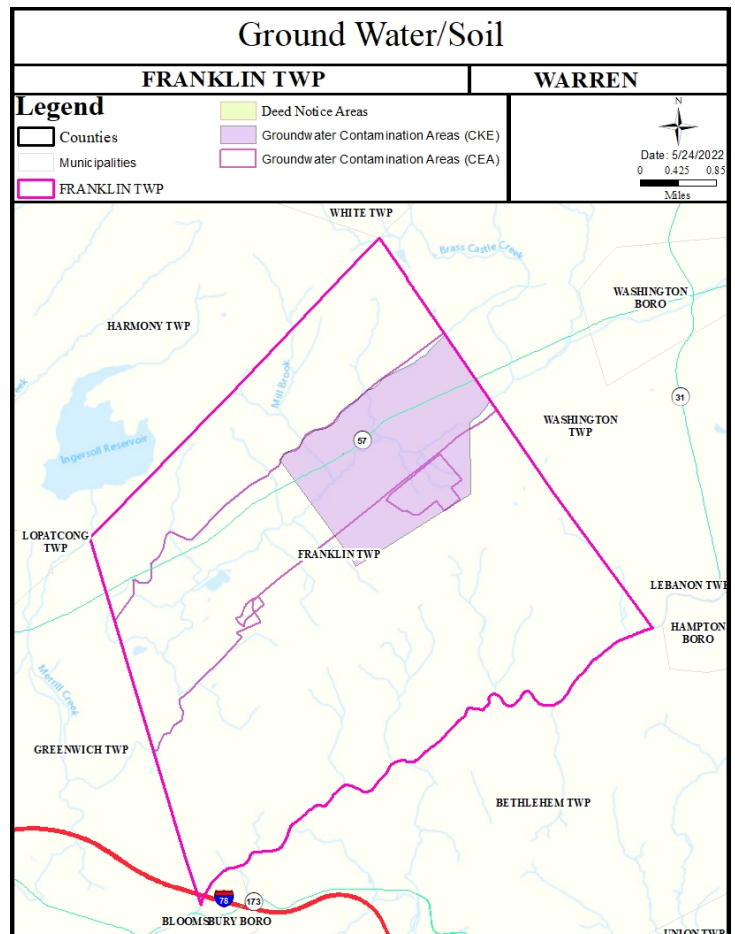 Ground Water/Soil
FRANKLIN TWP
WARREN
Legend
Counties
Municipalities
FRANKLIN TWP
Deed Notice Areas
Groundwater Contamination Areas (CKE)
Groundwater Contamination Areas (CEA)
N
Date: 5/24/2022
0 0.425 0.85
Miles
WHITE TWP
Brass Castle Creek
WASHINGTON
BORO
HARMONY TWP
Mill Brook
31
WASHINGTON
TWP
57
Ingersoll Reservoir
LOPATCONG
TWP
FRANKLIN TWP
LEBANON TWP
HAMPTON
BORO
Merrill Creek
GREENWICH TWP
BETHLEHEM TWP
78
173
BLOOMSBURY BORO
UNION TWP